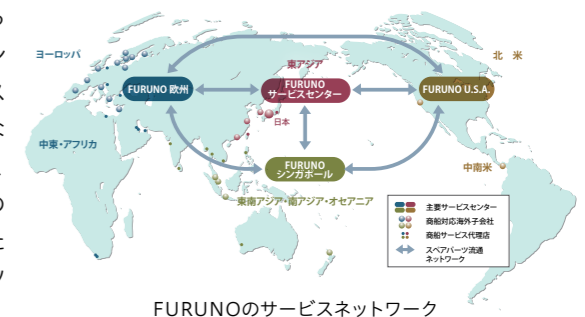 ヨーロッパ
北 米
東アジア
FURUNO 欧州
FURUNO
サービスセンター
FURUNO U.S.A.
日本
中東・アフリカ
中南米
FURUNO
シンガポール
東南アジア・南アジア・オセアニア
主要サービスセンター
商船対応海外子会社
商船サービス代理店
スペアパーツ流通
ネットワーク
FURUNOのサービスネットワーク